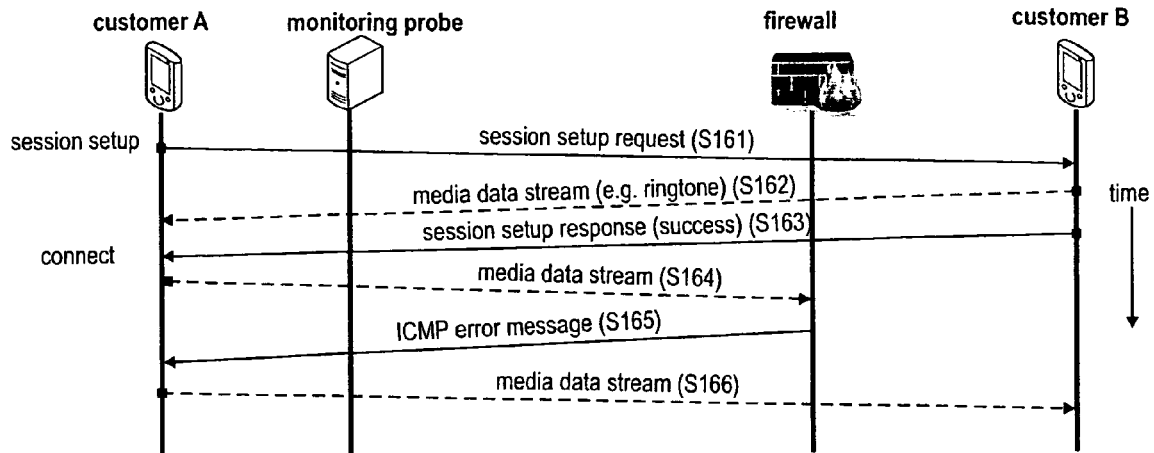 customer A
monitoring probe
firewall
customer B
session setup
session setup request (S161)
media data stream (e.g. ringtone) (S162)
time
session setup response (success) (S163)
connect
media data stream (S164)
ICMP error message (S165)
media data stream (S166)